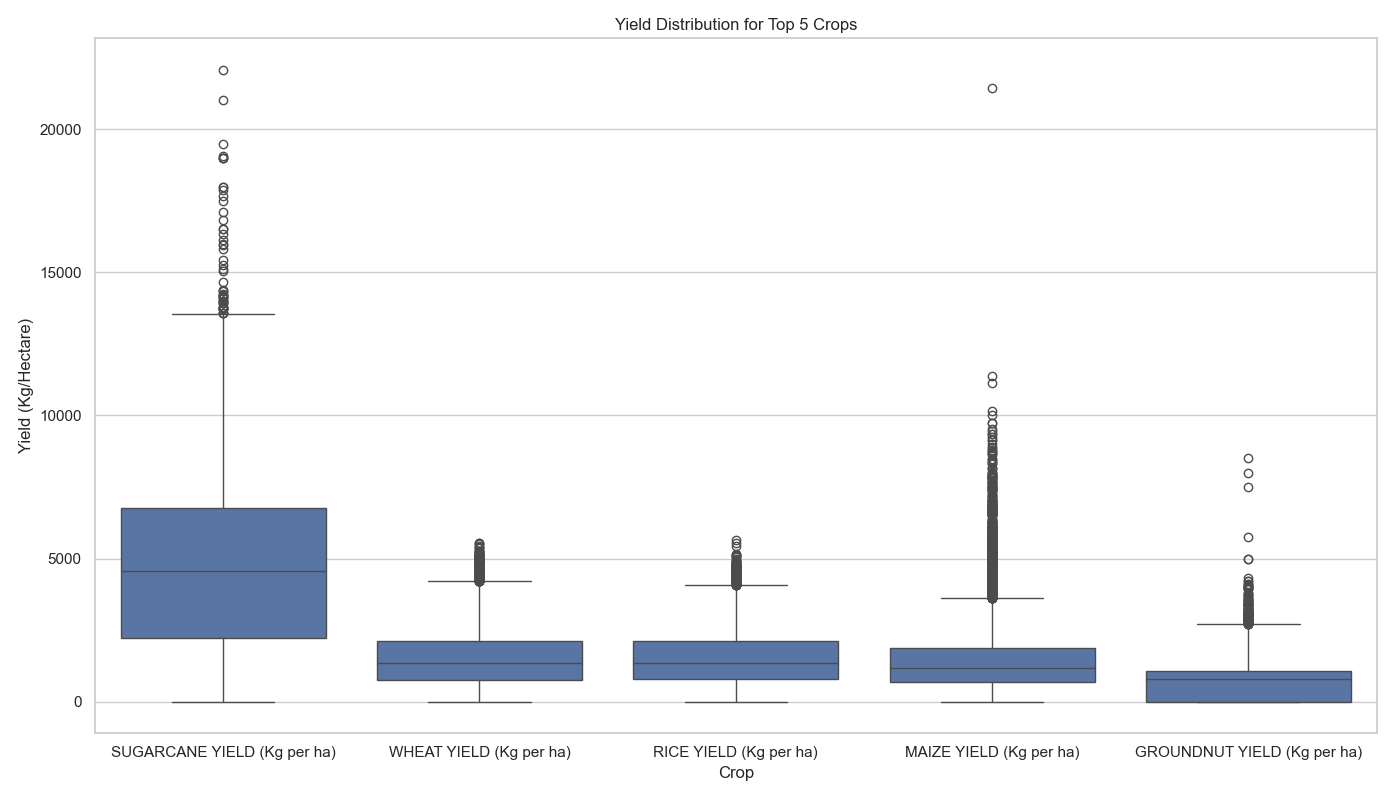 Yield Distribution for Top 5 Crops
Yield (Kg/Hectare)
20000
15000
10000
5000
0
SUGARCANE YIELD (Kg per ha)
WHEAT YIELD (Kg per ha)
RICE YIELD (Kg per ha)
MAIZE YIELD (Kg per ha)
GROUNDNUT YIELD (Kg per ha)
Crop